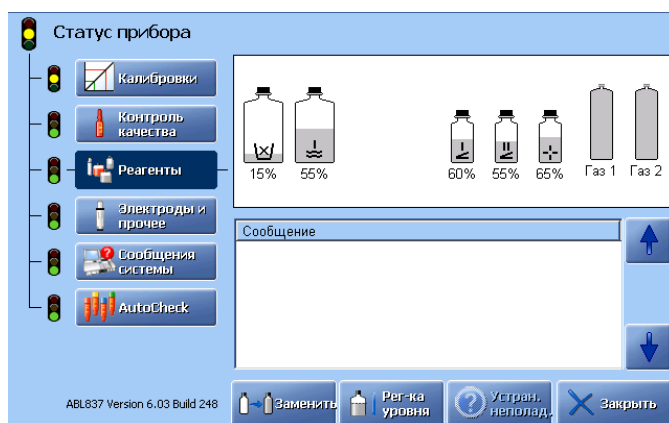 Статус прибора
Калибровки
Контроль
качества
Реагенты
Электроды и
прочее
Сообщения
системы
AutoCheck
15%
55%
60%
55%
65%
Газ 1
Газ 2
Сообщение
ABL837 Version 6.03 Build 248
Заменить
Рег-ка
уровня
Устран.
неполад.
Закрыть